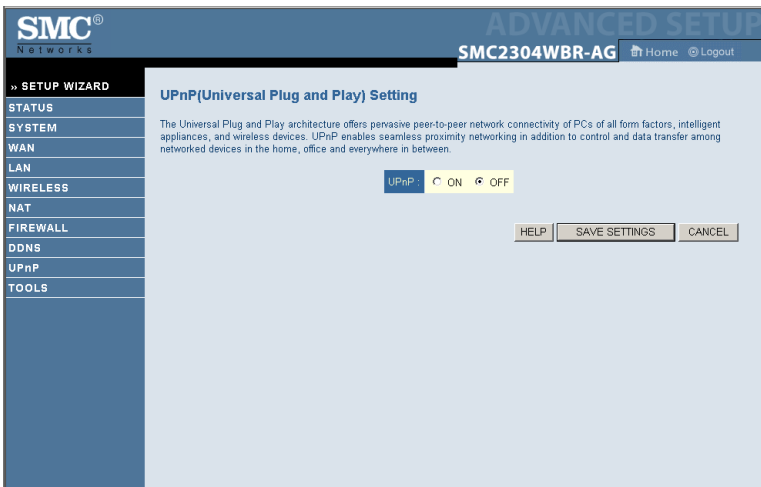 SMC®
Networks
ADVANCED SETUP
SMC2304WBR-AG
Home
Logout
» SETUP WIZARD
STATUS
SYSTEM
WAN
LAN
WIRELESS
NAT
FIREWALL
DDNS
UPnP
TOOLS
UPnP(Universal Plug and Play) Setting
The Universal Plug and Play architecture offers pervasive peer-to-peer network connectivity of PCs of all form factors, intelligent
appliances, and wireless devices. UPnP enables seamless proximity networking in addition to control and data transfer among
networked devices in the home, office and everywhere in between.
UPnP : ON OFF
HELP SAVE SETTINGS CANCEL